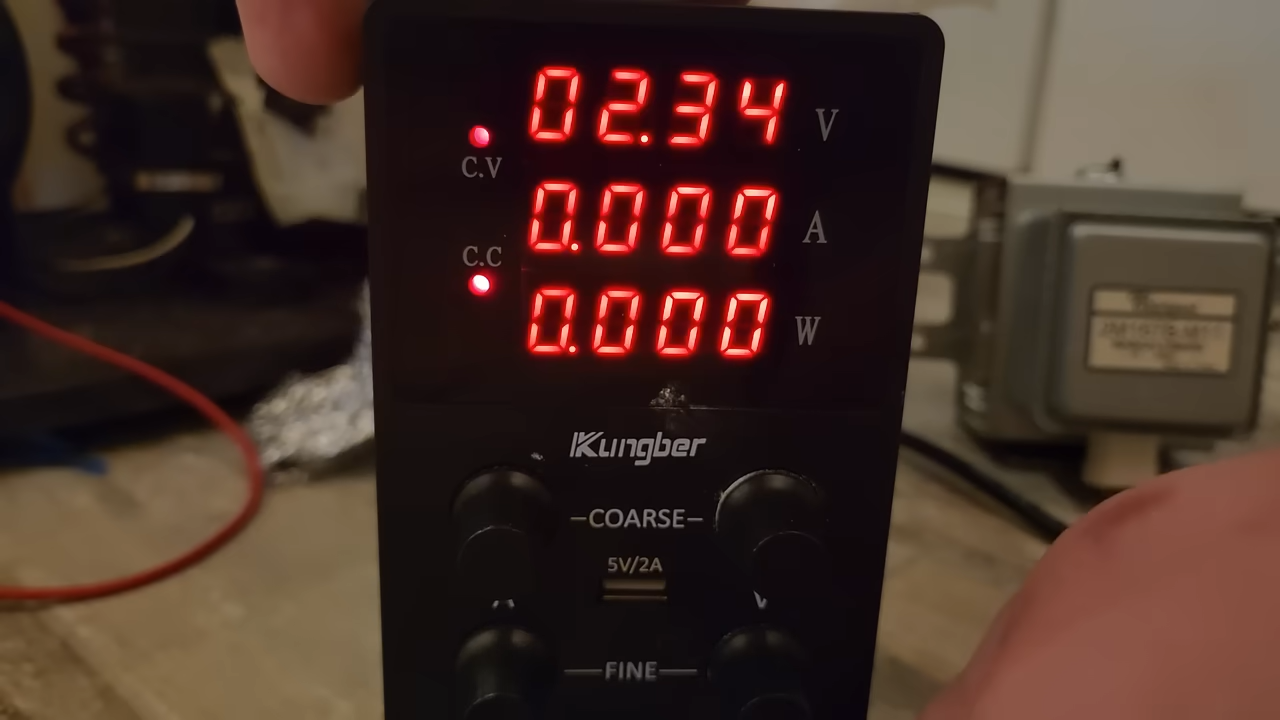 02.34 V
C.V
0.000 A
C.C
0.000 W
Kungber
—COARSE—
5V/2A
A V
—FINE—